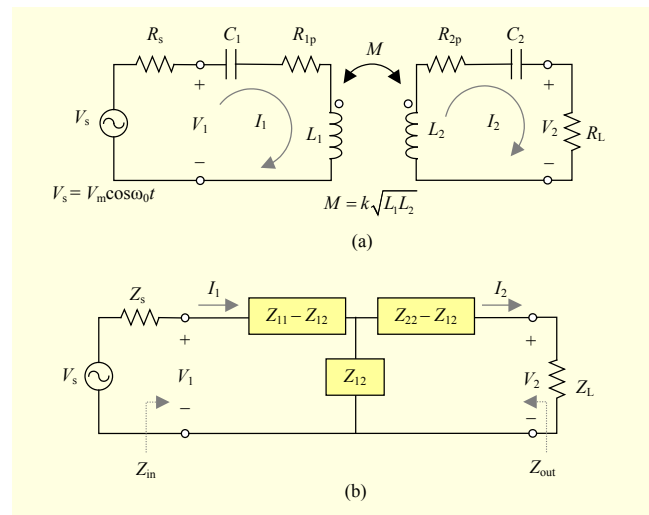 Rs C1 R1p M R2p C2
+ +
Vs V1 I1 L1 L2 I2 V2 RL
– –
Vs = Vmcosω0t M = k√L1L2
(a)
Zs I1 Z11 – Z12 Z22 – Z12 I2
+ +
Vs V1 Z12 V2 ZL
– –
Zin Zout
(b)